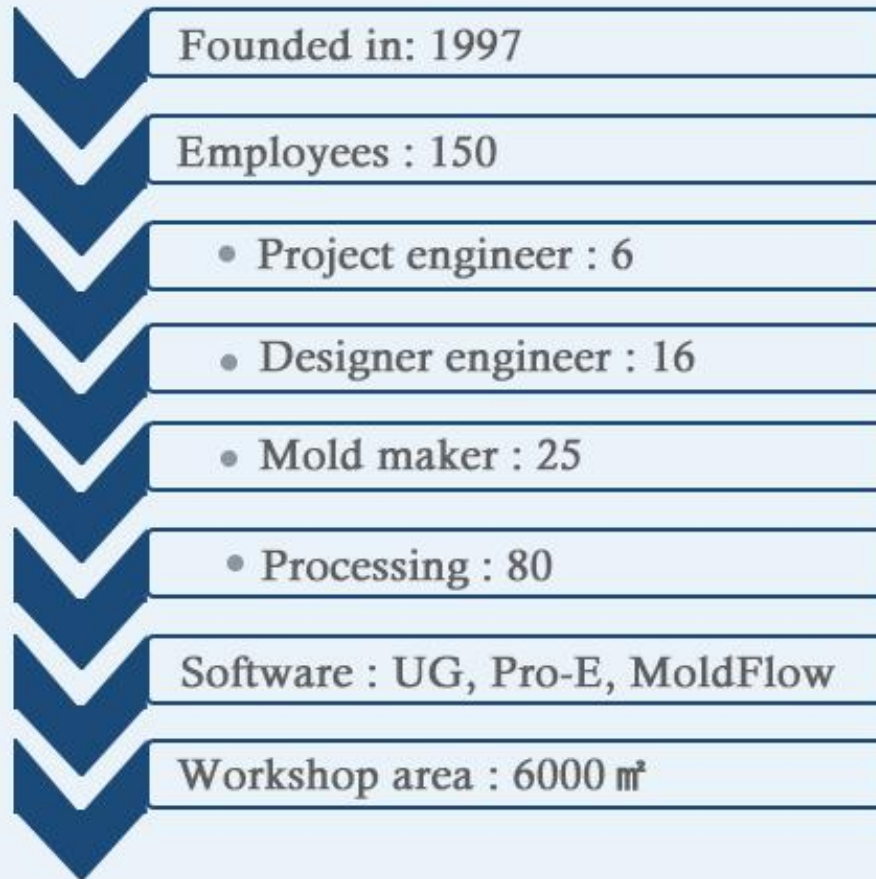 Founded in: 1997
Employees : 150
• Project engineer : 6
• Designer engineer : 16
• Mold maker : 25
• Processing : 80
Software : UG, Pro-E, MoldFlow
Workshop area : 6000 ㎡